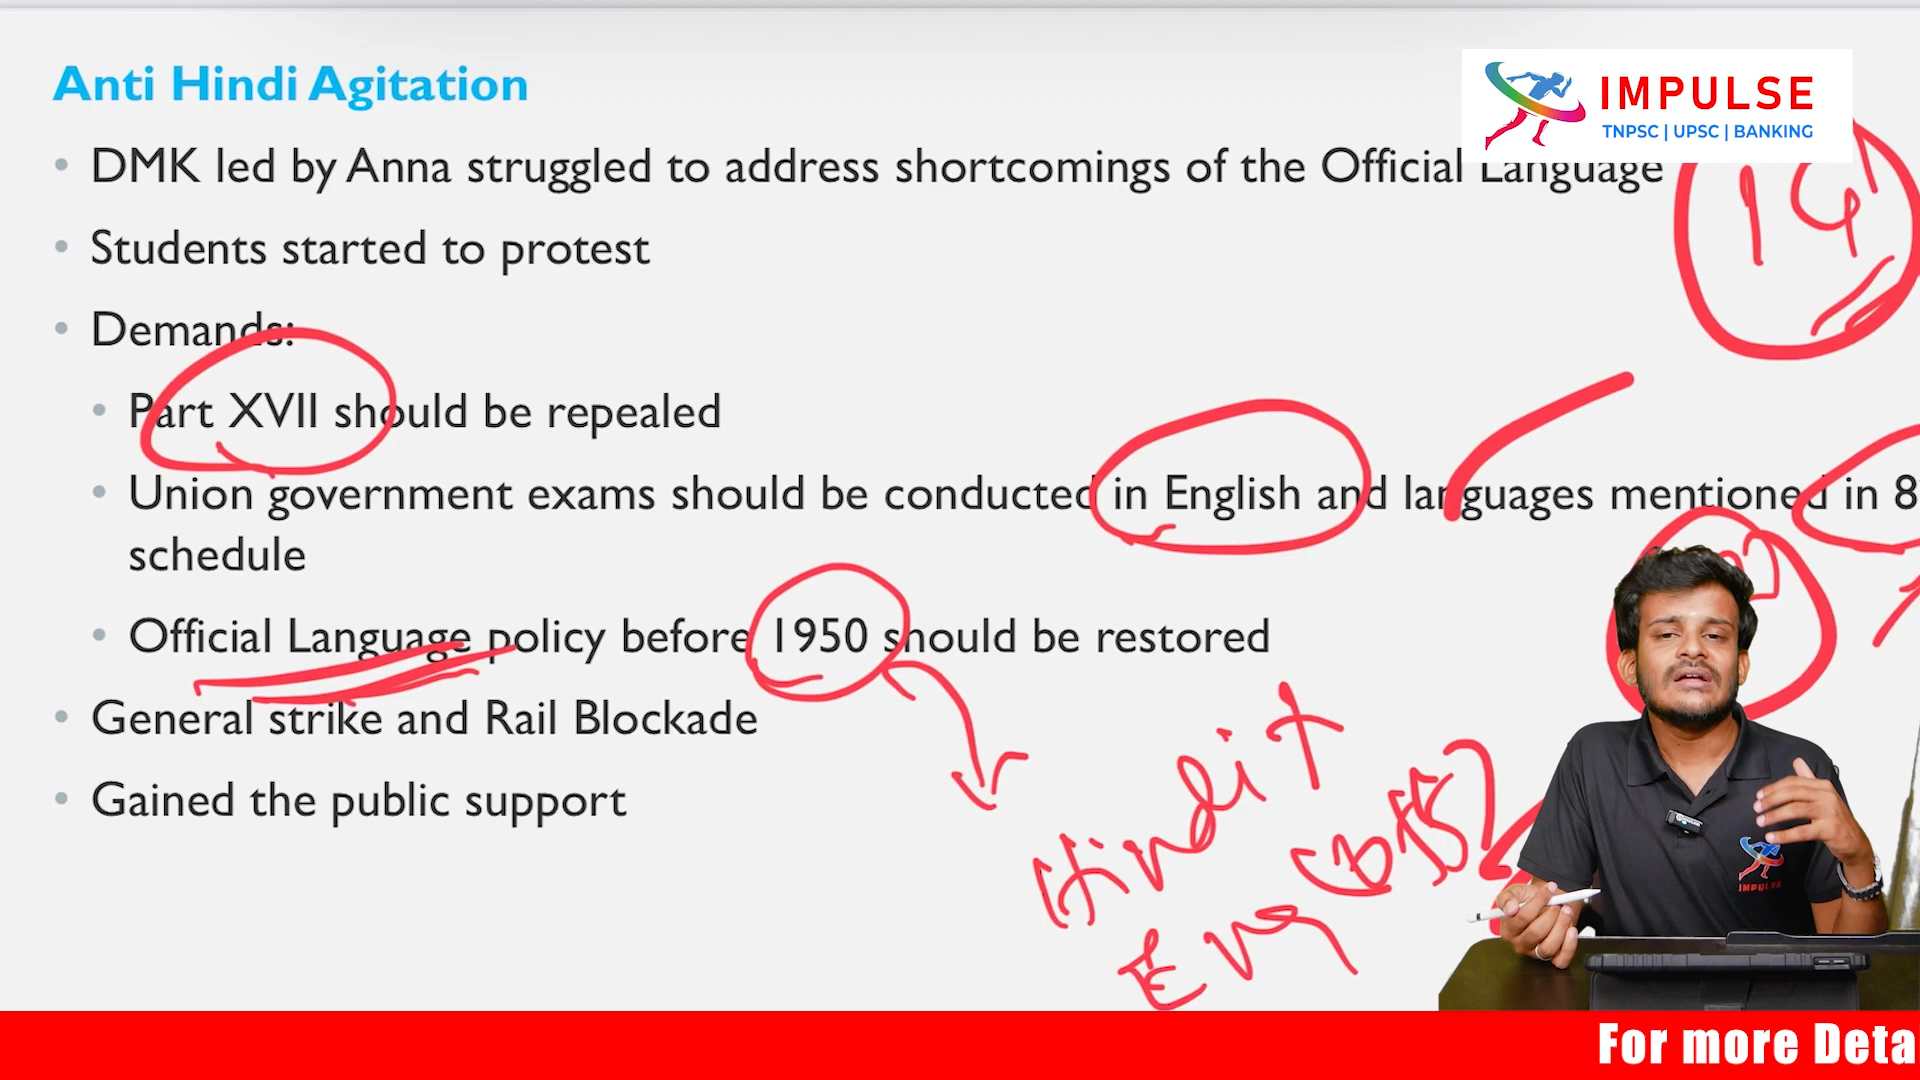 Anti Hindi Agitation
IMPULSE
TNPSC | UPSC | BANKING
• DMK led by Anna struggled to address shortcomings of the Official Language
14
• Students started to protest
• Demands:
• Part XVII should be repealed
• Union government exams should be conducted in English and languages mentioned in 8
schedule
• Official Language policy before 1950 should be restored
• General strike and Rail Blockade
• Gained the public support
Hindi +
Eng
IMPULSE
For more Deta